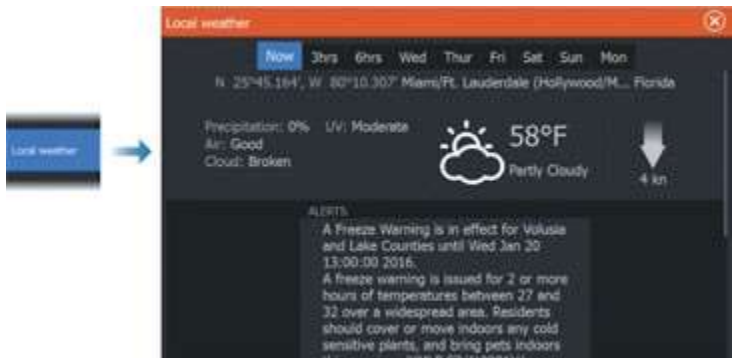 Local weather
Now 3hrs 6hrs Wed Thur Fri Sat Sun Mon
N 25°45.164', W 80°10.307' Miami/Ft. Lauderdale (Hollywood/M... Florida
Precipitation: 0% UV: Moderate
Air: Good
Cloud: Broken
58°F
Partly Cloudy
4 kn
Local weather
ALERTS
A Freeze Warning is in effect for Volusia
and Lake Counties until Wed Jan 20
13:00:00 2016.
A freeze warning is issued for 2 or more
hours of temperatures between 27 and
32 over a widespread area. Residents
should cover or move indoors any cold
sensitive plants, and bring pets indoors